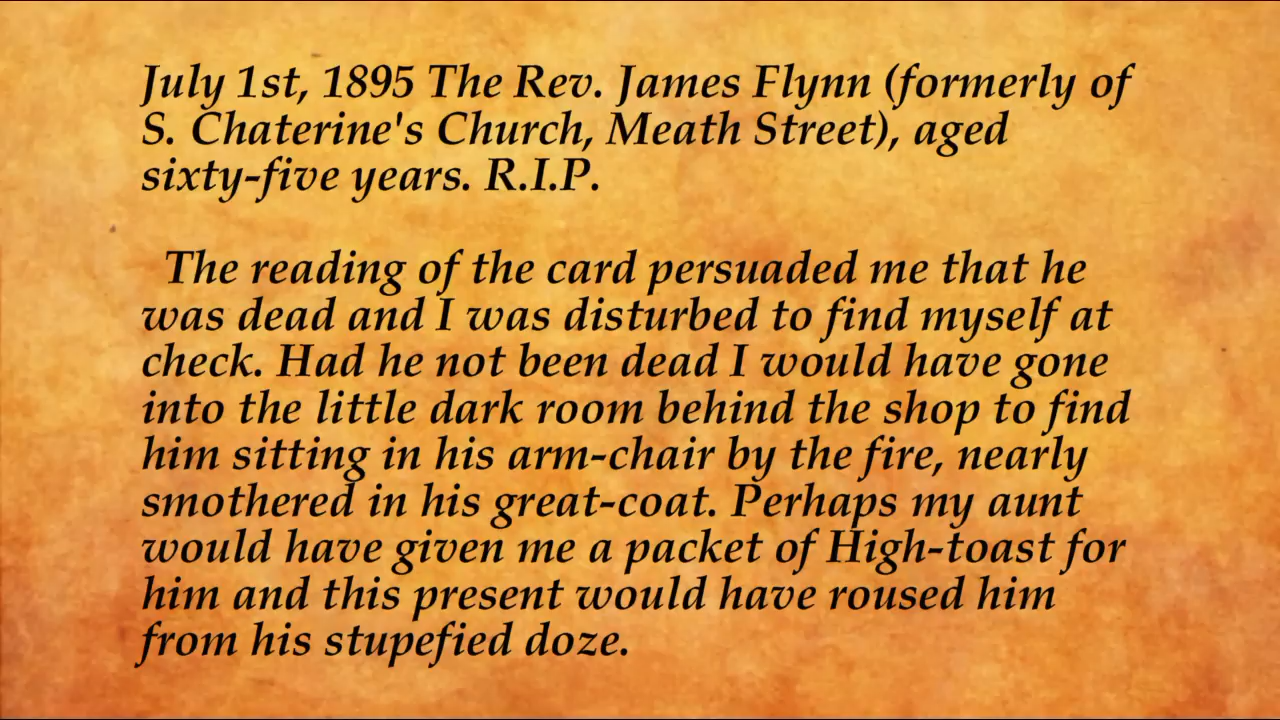 July 1st, 1895 The Rev. James Flynn (formerly of
S. Chaterine's Church, Meath Street), aged
sixty-five years. R.I.P.
The reading of the card persuaded me that he
was dead and I was disturbed to find myself at
check. Had he not been dead I would have gone
into the little dark room behind the shop to find
him sitting in his arm-chair by the fire, nearly
smothered in his great-coat. Perhaps my aunt
would have given me a packet of High-toast for
him and this present would have roused him
from his stupefied doze.